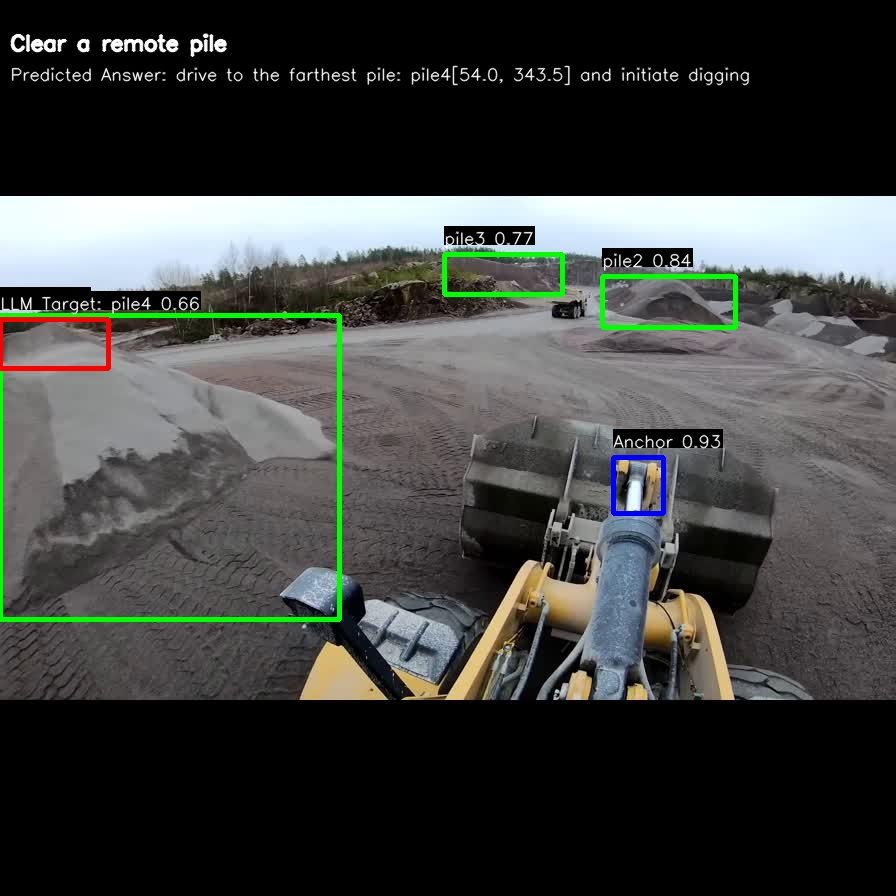 Clear a remote pile
Predicted Answer: drive to the farthest pile: pile4[54.0, 343.5] and initiate digging
pile3 0.77
pile2 0.84
LLM Target: pile4 0.66
Anchor 0.93